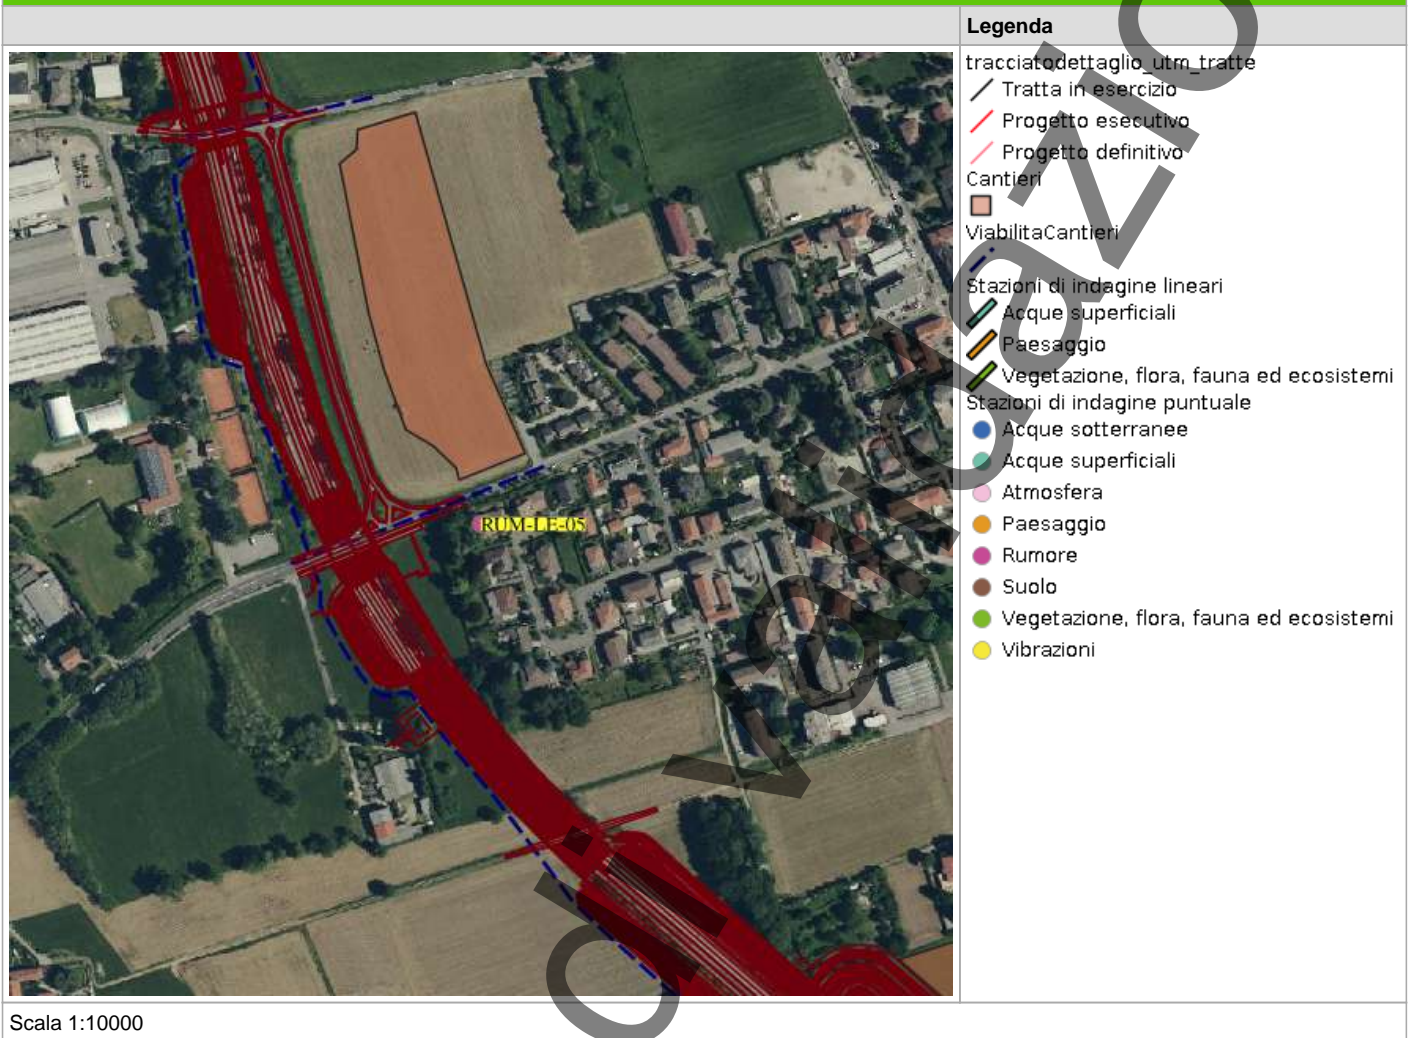 Legenda
tracciatodettaglio_utm_tratte
Tratta in esercizio
Progetto esecutivo
Progetto definitivo
Cantieri
ViabilitaCantieri
Stazioni di indagine lineari
Acque superficiali
Paesaggio
Vegetazione, flora, fauna ed ecosistemi
Stazioni di indagine puntuale
Acque sotterranee
Acque superficiali
Atmosfera
Paesaggio
Rumore
Suolo
Vegetazione, flora, fauna ed ecosistemi
Vibrazioni
RUM-LE-05
Scala 1:10000